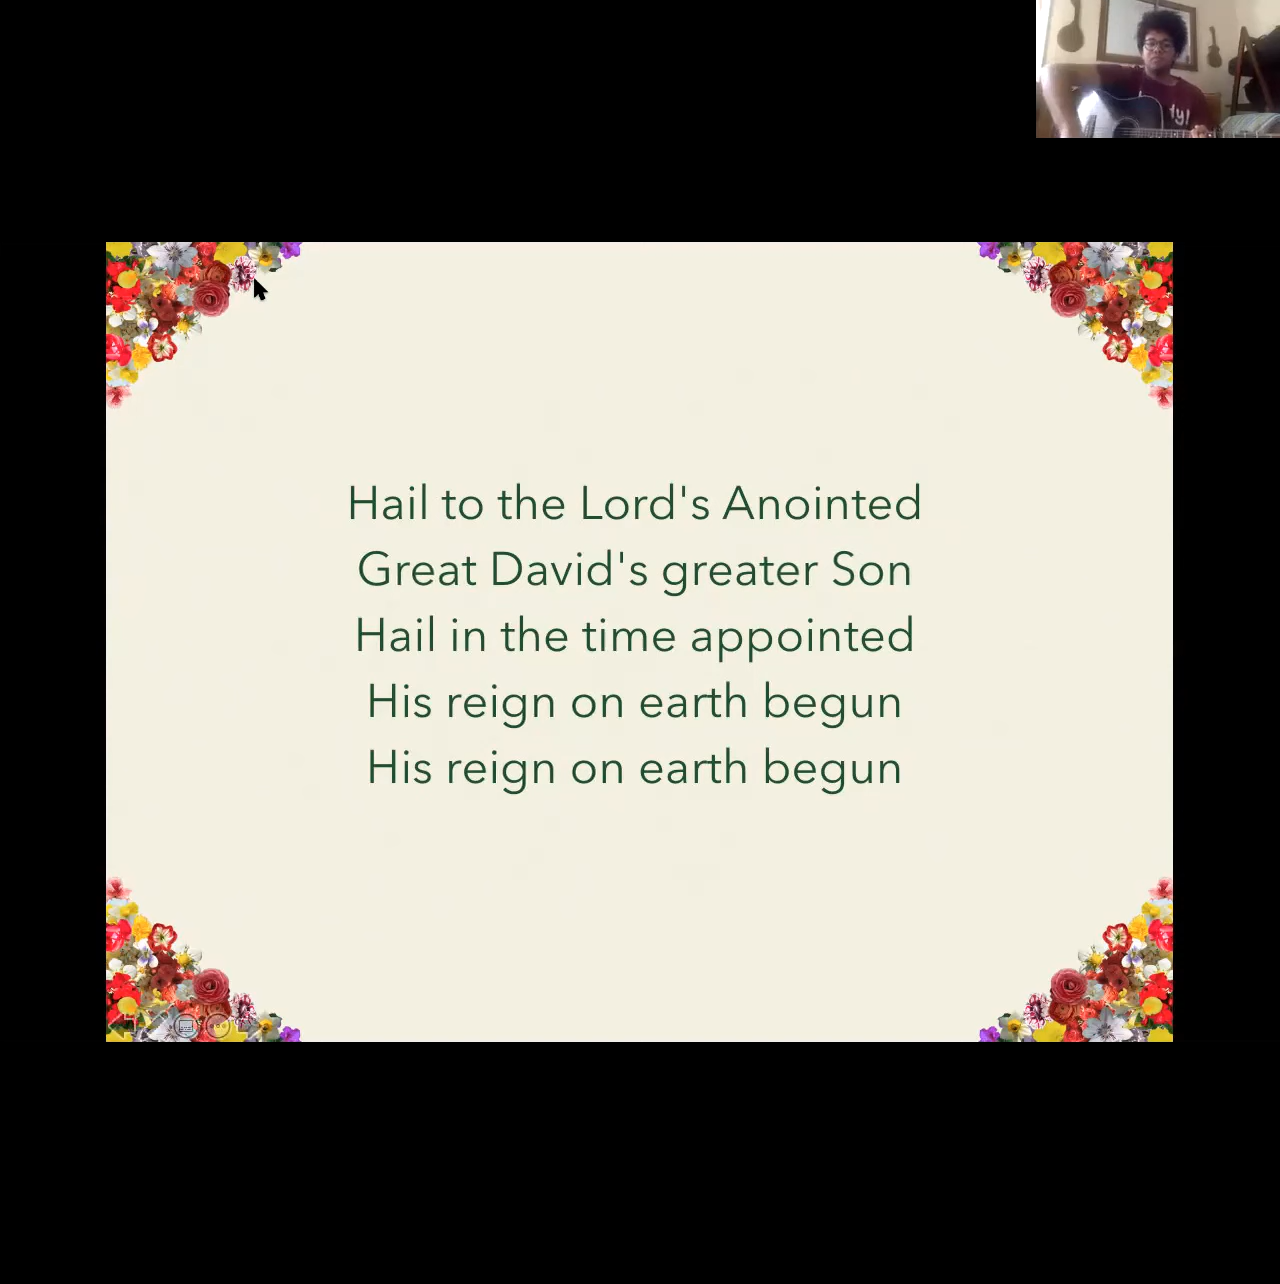 Hail to the Lord's Anointed
Great David's greater Son
Hail in the time appointed
His reign on earth begun
His reign on earth begun